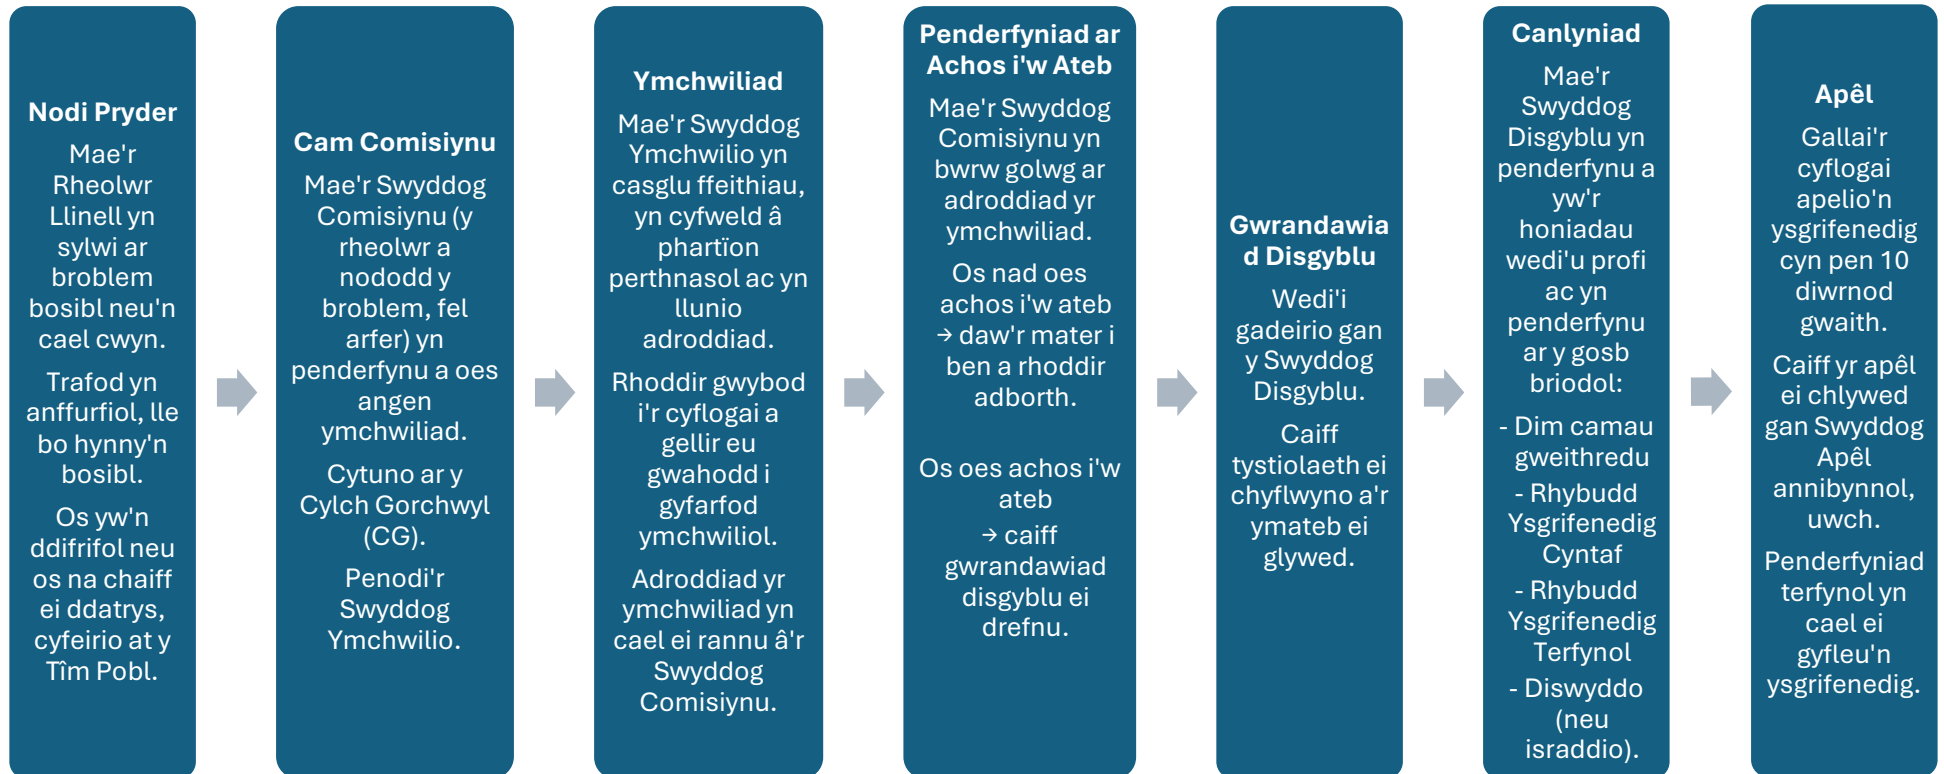 Nodi Pryder
Mae'r
Rheolwr
Llinell yn
sylwi ar
broblem
bosibl neu'n
cael cwyn.
Trafod yn
anffurfiol, lle
bo hynny'n
bosibl.
Os yw'n
ddifrifol neu
os na chaiff
ei ddatrys,
cyfeirio at y
Tîm Pobl.
Cam Comisiynu
Mae'r Swyddog
Comisiynu (y
rheolwr a
nododd y
broblem, fel
arfer) yn
penderfynu a oes
angen
ymchwiliad.
Cytuno ar y
Cylch Gorchwyl
(CG).
Penodi'r
Swyddog
Ymchwilio.
Ymchwiliad
Mae'r Swyddog
Ymchwilio yn
casglu ffeithiau,
yn cyfweld â
phartïon
perthnasol ac yn
llunio
adroddiad.
Rhoddir gwybod
i'r cyflogai a
gellir eu
gwahodd i
gyfarfod
ymchwiliol.
Adroddiad yr
ymchwiliad yn
cael ei rannu â'r
Swyddog
Comisiynu.
Penderfyniad ar
Achos i'w Ateb
Mae'r Swyddog
Comisiynu yn
bwrw golwg ar
adroddiad yr
ymchwiliad.
Os nad oes
achos i'w ateb
→ daw'r mater i
ben a rhoddir
adborth.
Os oes achos i'w
ateb
→ caiff
gwrandawiad
disgyblu ei
drefnu.
Gwrandawia
d Disgyblu
Wedi'i
gadeirio gan
y Swyddog
Disgyblu.
Caiff
tystiolaeth ei
chyflwyno a'r
ymateb ei
glywed.
Canlyniad
Mae'r
Swyddog
Disgyblu yn
penderfynu a
yw'r
honiadau
wedi'u profi
ac yn
penderfynu
ar y gosb
briodol:
- Dim camau
gweithredu
- Rhybudd
Ysgrifenedig
Cyntaf
- Rhybudd
Ysgrifenedig
Terfynol
- Diswyddo
(neu
israddio).
Apêl
Gallai'r
cyflogai
apelio'n
ysgrifenedig
cyn pen 10
diwrnod
gwaith.
Caiff yr apêl
ei chlywed
gan Swyddog
Apêl
annibynnol,
uwch.
Penderfyniad
terfynol yn
cael ei
gyfleu'n
ysgrifenedig.